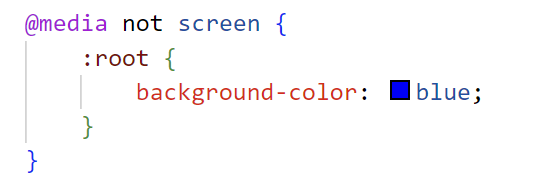 @media not screen {
    :root {
        background-color: blue;
    }
}